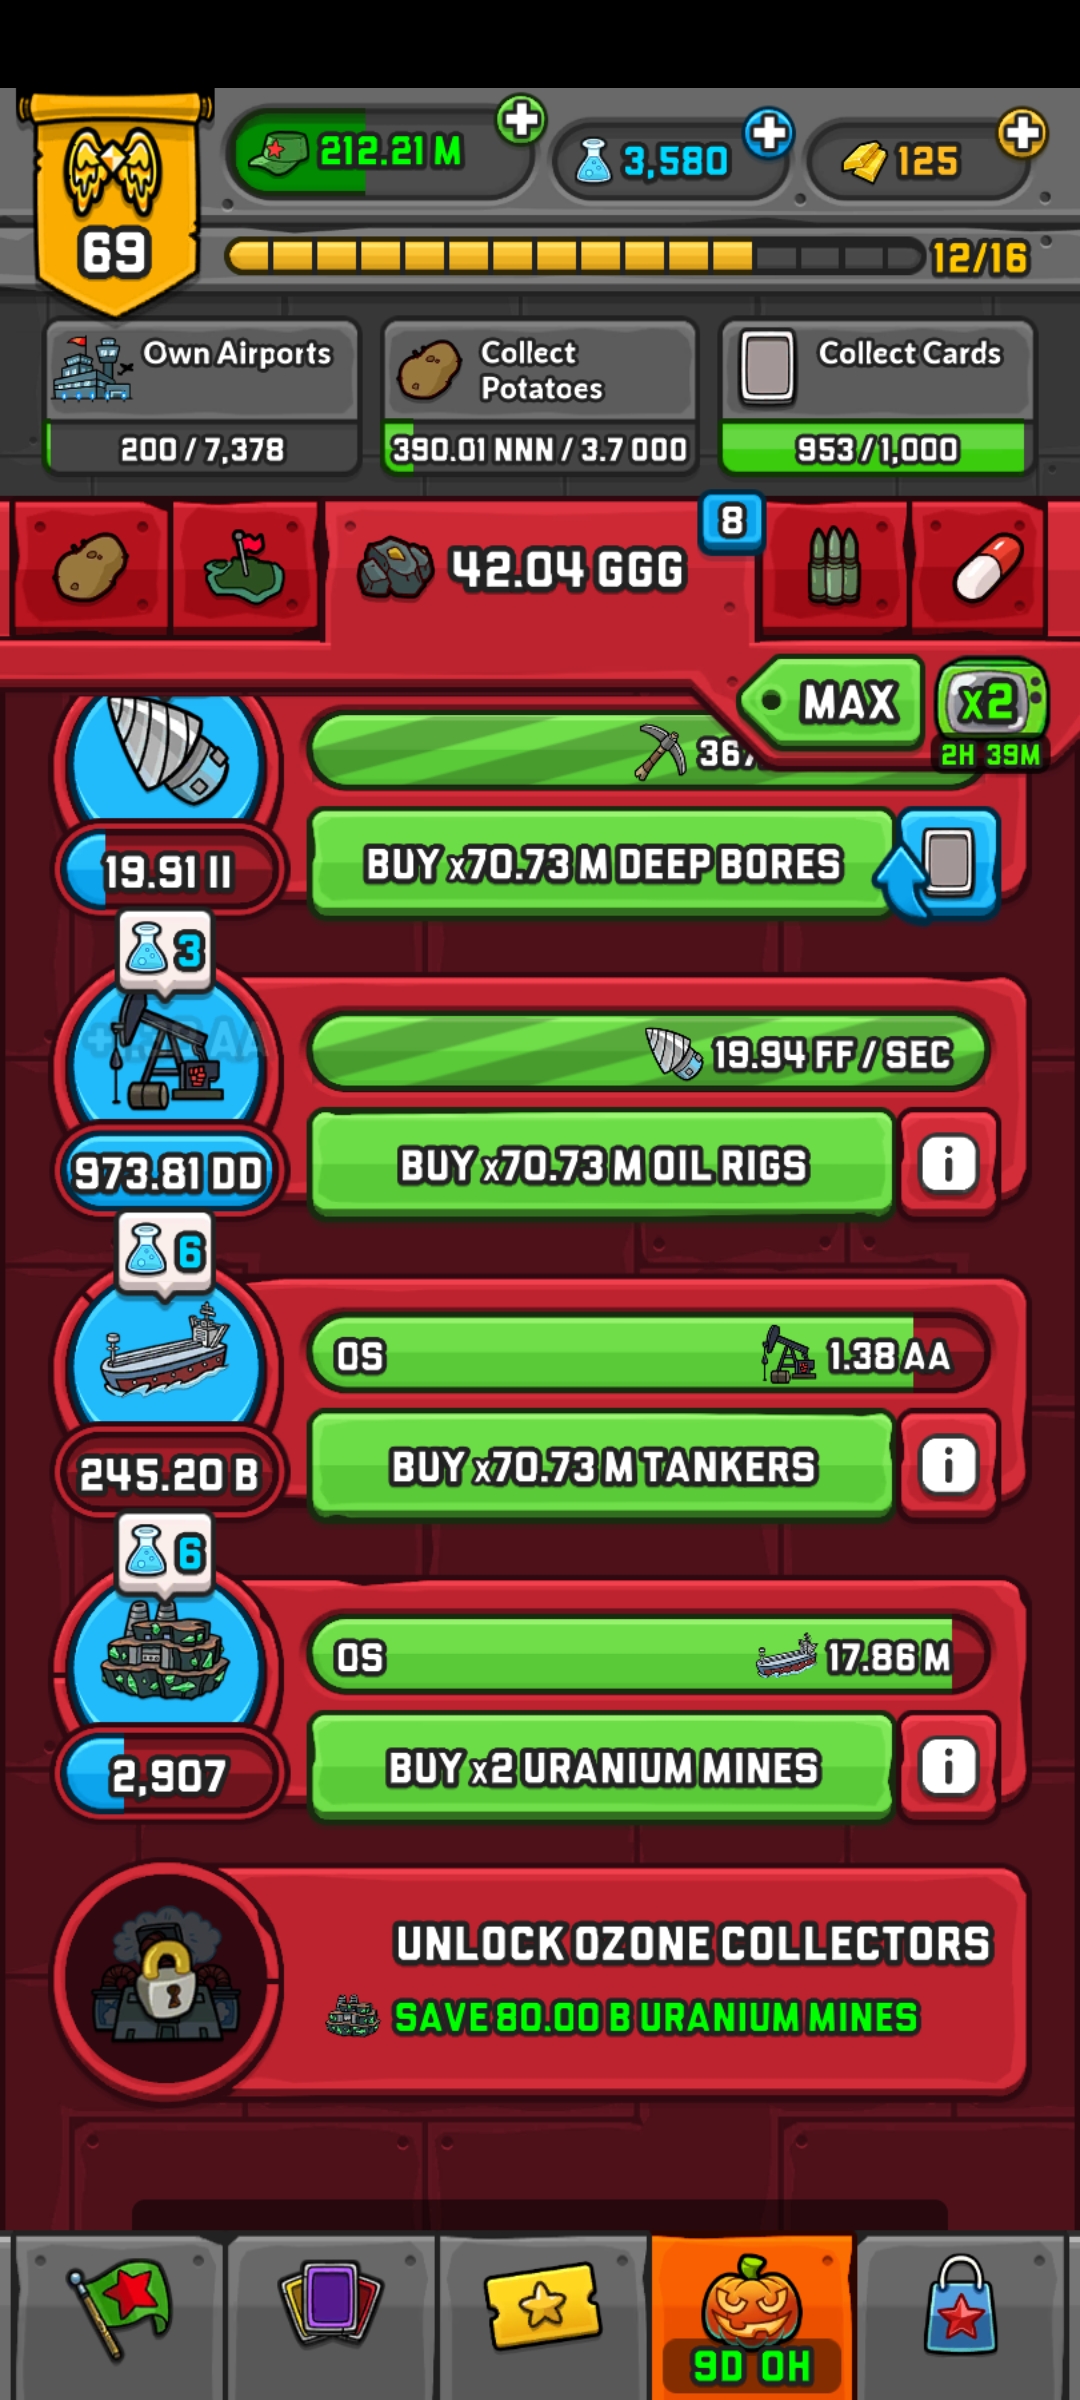 212.21 M
3,580
125
69
12/16
Own Airports
200 / 7,378
Collect
Potatoes
390.01 NNN / 3.7 OOO
Collect Cards
953 / 1,000
8
42.04 GGG
MAX
x2
2H 39M
19.91 II
BUY x70.73 M DEEP BORES
3
19.94 FF / SEC
973.81 DD
BUY x70.73 M OIL RIGS
i
6
0S
1.38 AA
245.20 B
BUY x70.73 M TANKERS
i
6
0S
17.86 M
2,907
BUY x2 URANIUM MINES
i
UNLOCK OZONE COLLECTORS
SAVE 80.00 B URANIUM MINES
9D 0H